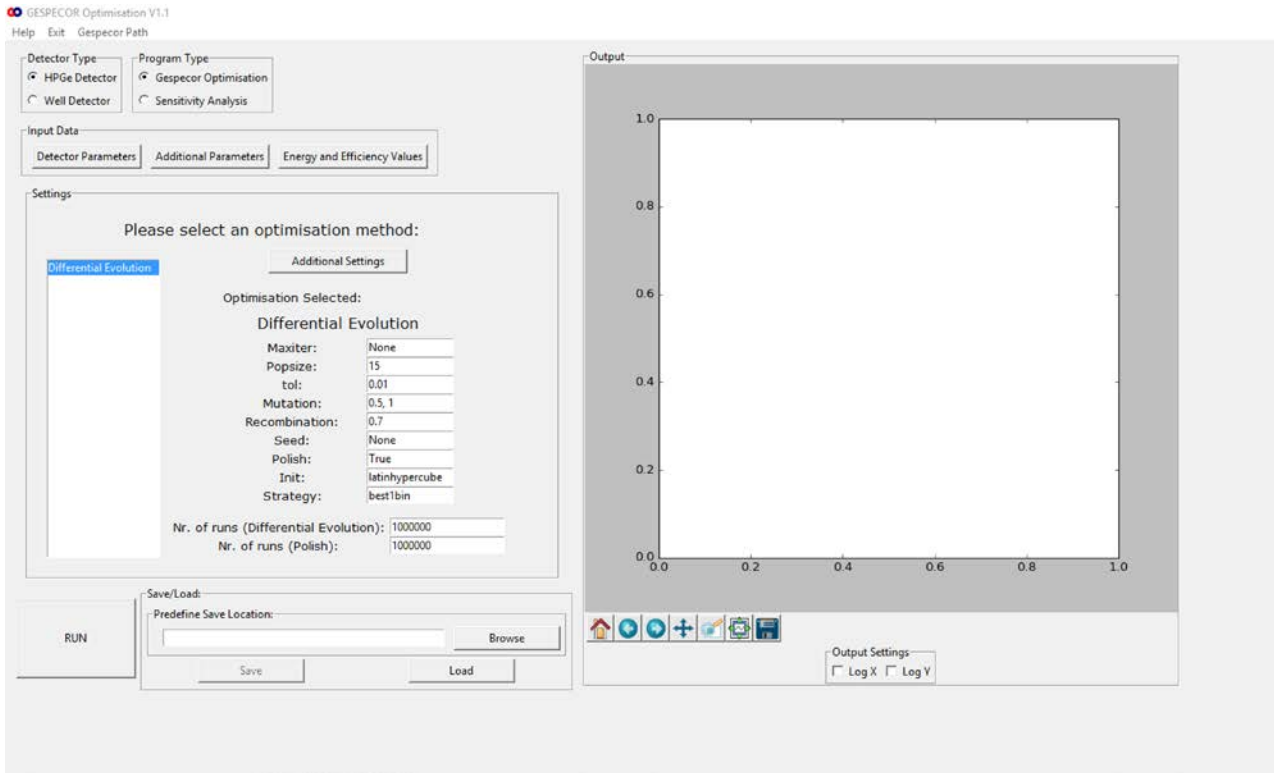 GESPECOR Optimisation V1.1
Help Exit Gespecor Path
Detector Type
HPGe Detector
Well Detector
Program Type
Gespecor Optimisation
Sensitivity Analysis
Input Data
Detector Parameters Additional Parameters Energy and Efficiency Values
Settings
Please select an optimisation method:
Differential Evolution
Additional Settings
Optimisation Selected:
Differential Evolution
Maxiter: None
Popsize: 15
tol: 0.01
Mutation: 0.5, 1
Recombination: 0.7
Seed: None
Polish: True
Init: latinhypercube
Strategy: best1bin
Nr. of runs (Differential Evolution): 1000000
Nr. of runs (Polish): 1000000
RUN
Save/Load:
Predefine Save Location:
Browse
Save Load
Output
1.0
0.8
0.6
0.4
0.2
0.0
0.0 0.2 0.4 0.6 0.8 1.0
Output Settings
Log X Log Y